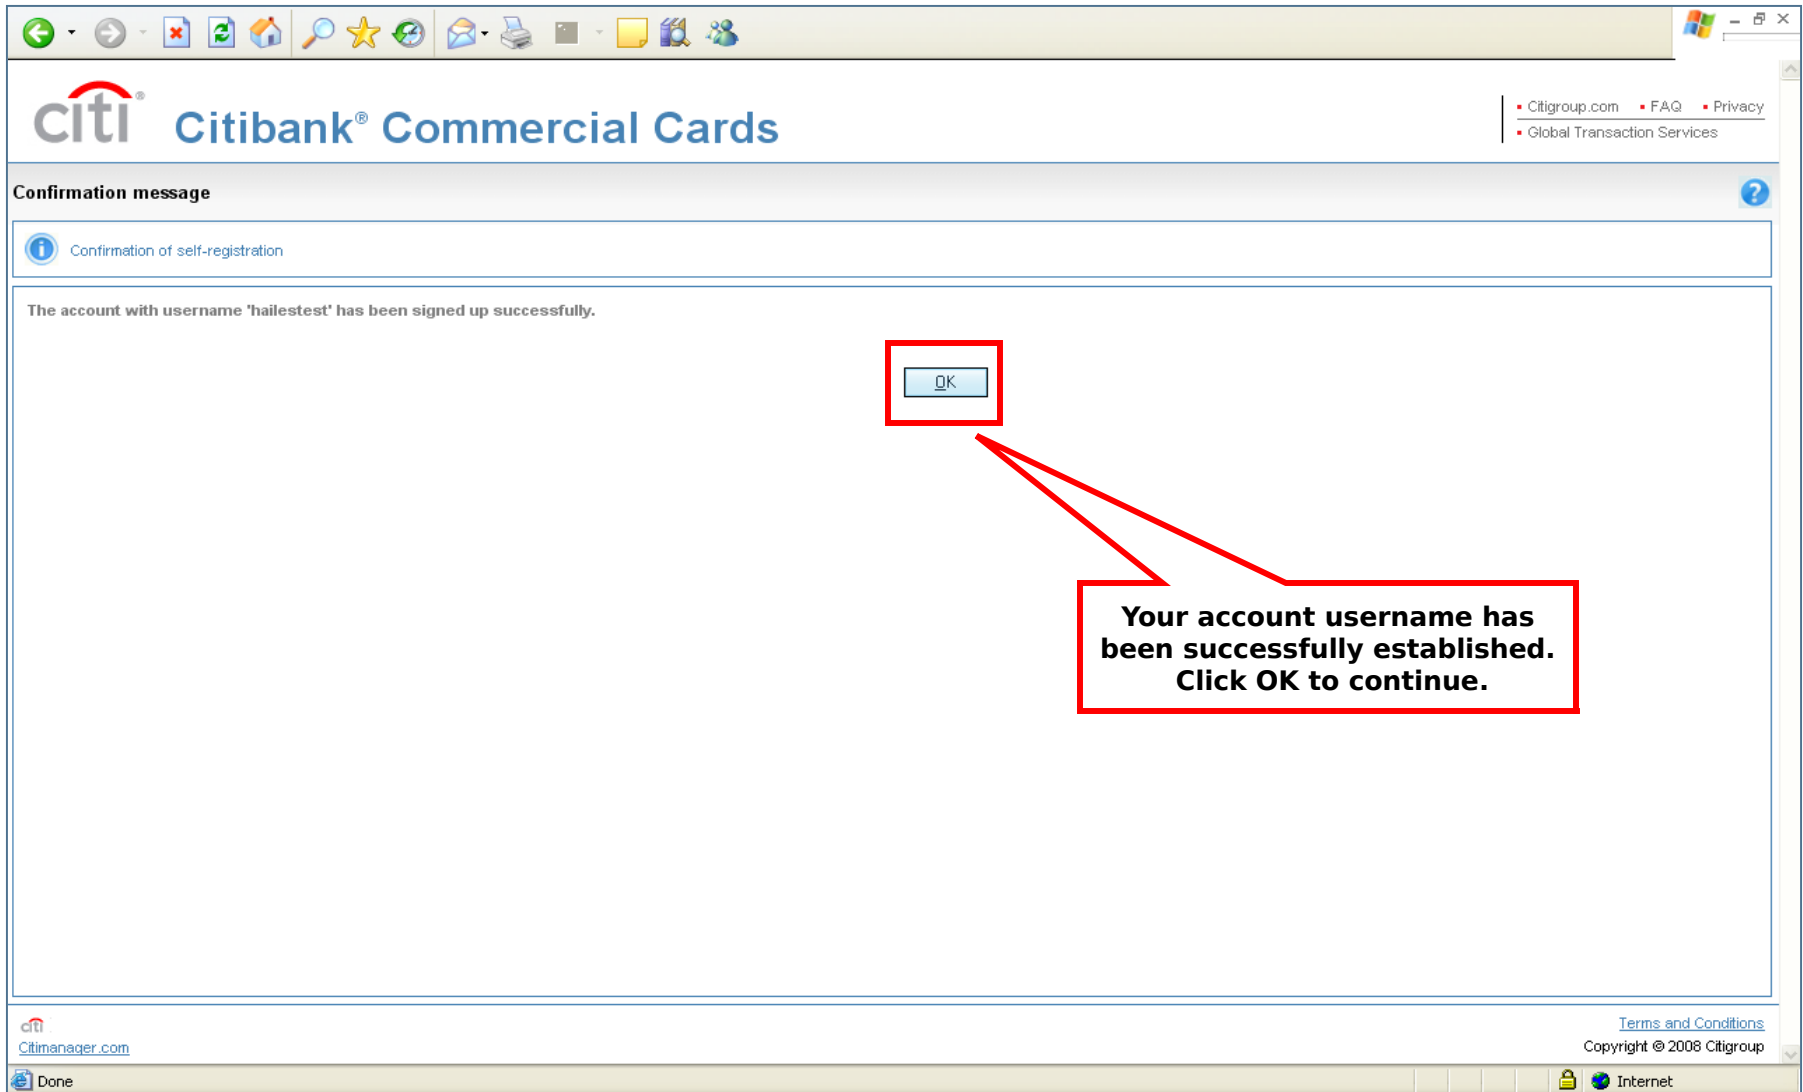 citi®
Citibank® Commercial Cards
Citigroup.com FAQ Privacy
Global Transaction Services
Confirmation message
Confirmation of self-registration
The account with username 'hailestest' has been signed up successfully.
OK
Your account username has
been successfully established.
Click OK to continue.
citi
Citimanager.com
Terms and Conditions
Copyright © 2008 Citigroup
Done
Internet